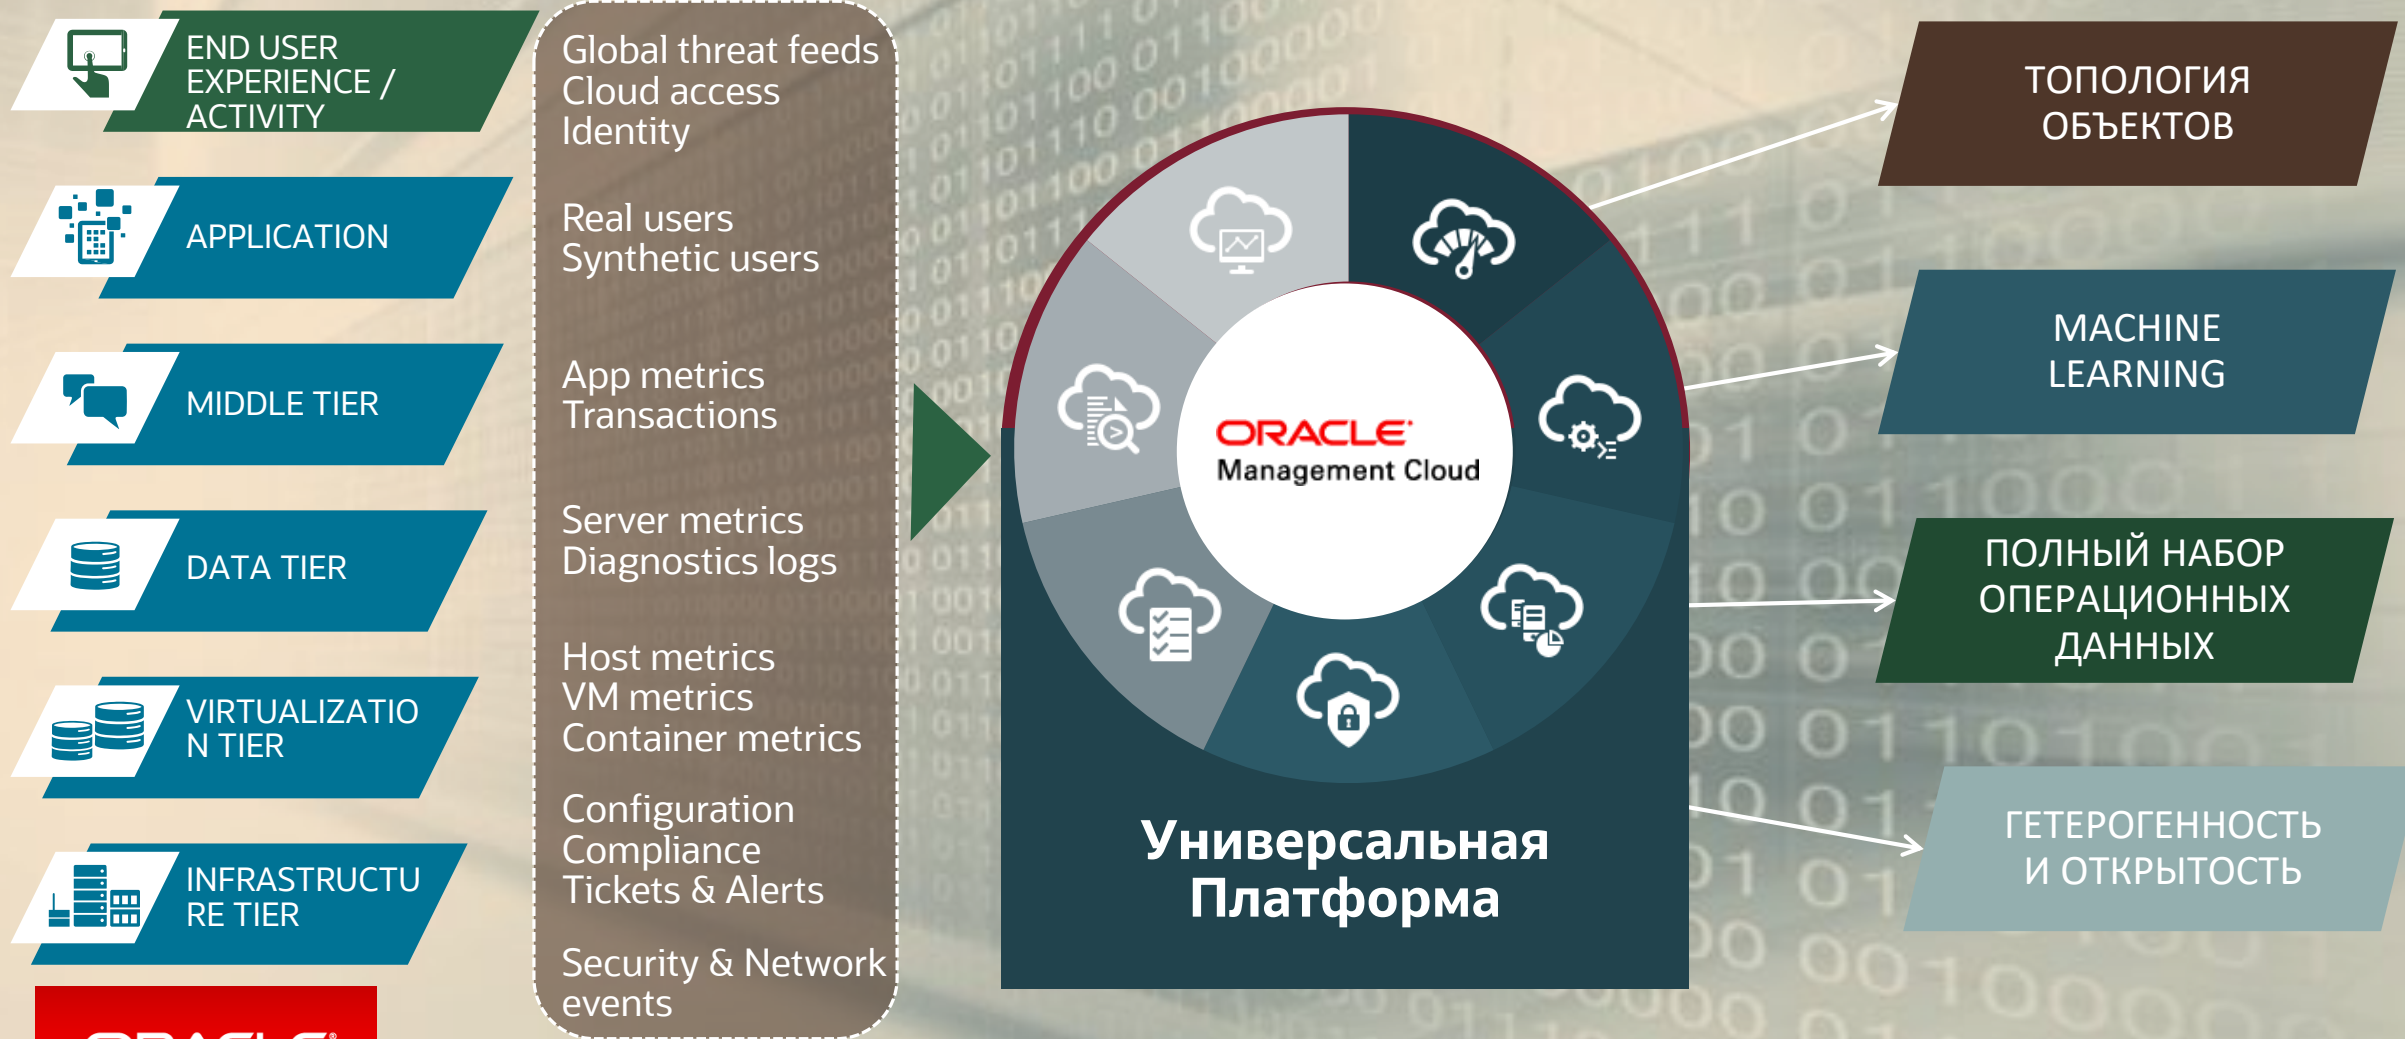 END USER
EXPERIENCE /
ACTIVITY
APPLICATION
MIDDLE TIER
DATA TIER
VIRTUALIZATIO
N TIER
INFRASTRUCTU
RE TIER
ORACLE®
Global threat feeds
Cloud access
Identity
Real users
Synthetic users
App metrics
Transactions
Server metrics
Diagnostics logs
Host metrics
VM metrics
Container metrics
Configuration
Compliance
Tickets & Alerts
Security & Network
events
ORACLE®
Management Cloud
Универсальная
Платформа
ТОПОЛОГИЯ
ОБЪЕКТОВ
MACHINE
LEARNING
ПОЛНЫЙ НАБОР
ОПЕРАЦИОННЫХ
ДАННЫХ
ГЕТЕРОГЕННОСТЬ
И ОТКРЫТОСТЬ